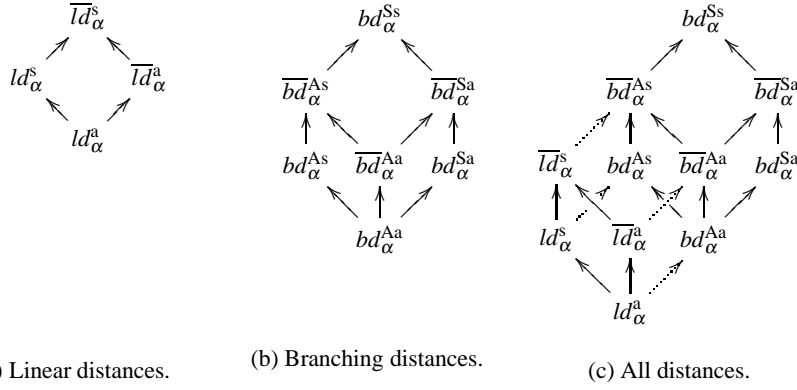 $\overline{ld}^{\mathrm{s}}_{\alpha}$
$ld^{\mathrm{s}}_{\alpha}$ $\overline{ld}^{\mathrm{a}}_{\alpha}$
$ld^{\mathrm{a}}_{\alpha}$
) Linear distances.
$bd^{\mathrm{Ss}}_{\alpha}$
$\overline{bd}^{\mathrm{As}}_{\alpha}$ $\overline{bd}^{\mathrm{Sa}}_{\alpha}$
$bd^{\mathrm{As}}_{\alpha}$ $\overline{bd}^{\mathrm{Aa}}_{\alpha}$ $bd^{\mathrm{Sa}}_{\alpha}$
$bd^{\mathrm{Aa}}_{\alpha}$
(b) Branching distances.
$bd^{\mathrm{Ss}}_{\alpha}$
$\overline{bd}^{\mathrm{As}}_{\alpha}$ $\overline{bd}^{\mathrm{Sa}}_{\alpha}$
$\overline{ld}^{\mathrm{s}}_{\alpha}$ $bd^{\mathrm{As}}_{\alpha}$ $\overline{bd}^{\mathrm{Aa}}_{\alpha}$ $bd^{\mathrm{Sa}}_{\alpha}$
$ld^{\mathrm{s}}_{\alpha}$ $\overline{ld}^{\mathrm{a}}_{\alpha}$ $bd^{\mathrm{Aa}}_{\alpha}$
$ld^{\mathrm{a}}_{\alpha}$
(c) All distances.